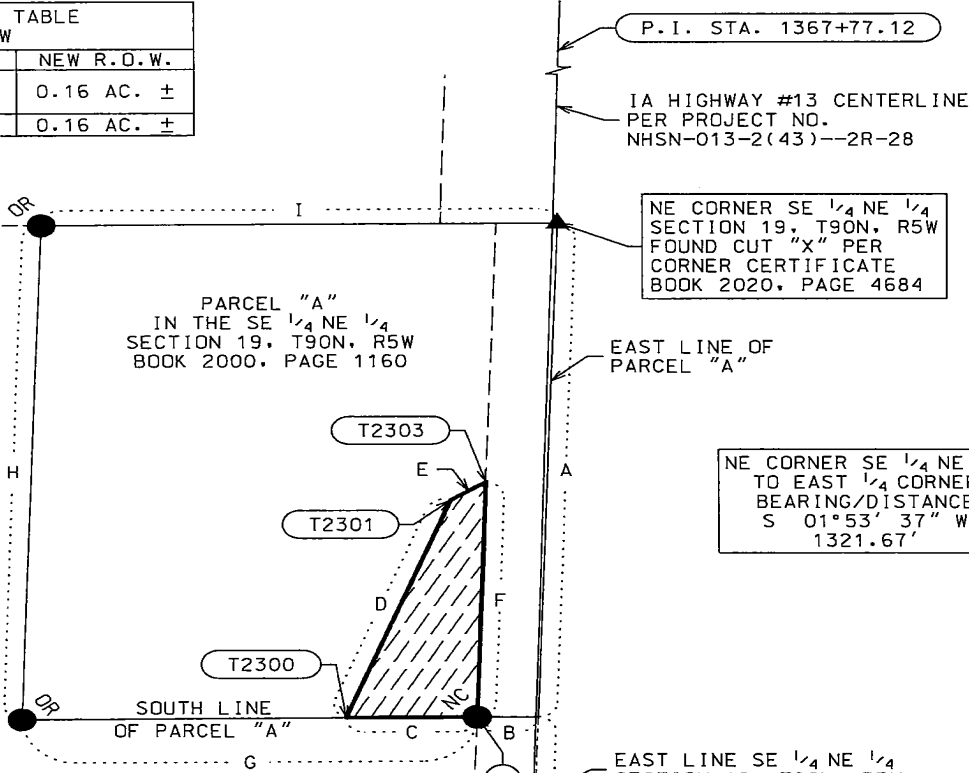 TABLE
W
NEW R.O.W.
0.16 AC. ±
0.16 AC. ±
P.I. STA. 1367+77.12
IA HIGHWAY #13 CENTERLINE
PER PROJECT NO.
NHSN-013-2(43)--2R-28
OR
I
NE CORNER SE 1/4 NE 1/4
SECTION 19, T90N, R5W
FOUND CUT "X" PER
CORNER CERTIFICATE
BOOK 2020, PAGE 4684
PARCEL "A"
IN THE SE 1/4 NE 1/4
SECTION 19, T90N, R5W
BOOK 2000, PAGE 1160
EAST LINE OF
PARCEL "A"
T2303
E
H
A
NE CORNER SE 1/4 NE
TO EAST 1/4 CORNER
BEARING/DISTANCE
S 01°53' 37" W
1321.67'
T2301
D
F
T2300
OR
NC
SOUTH LINE
OF PARCEL "A"
C
B
G
EAST LINE SE 1/4 NE 1/4